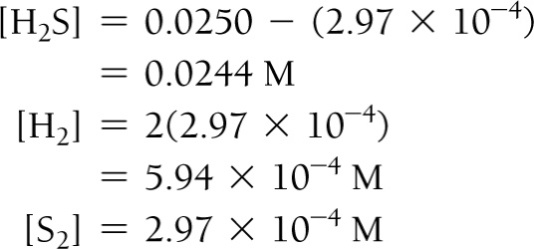 [H₂S] = 0.0250 − (2.97 × 10⁻⁴)
= 0.0244 M
[H₂] = 2(2.97 × 10⁻⁴)
= 5.94 × 10⁻⁴ M
[S₂] = 2.97 × 10⁻⁴ M